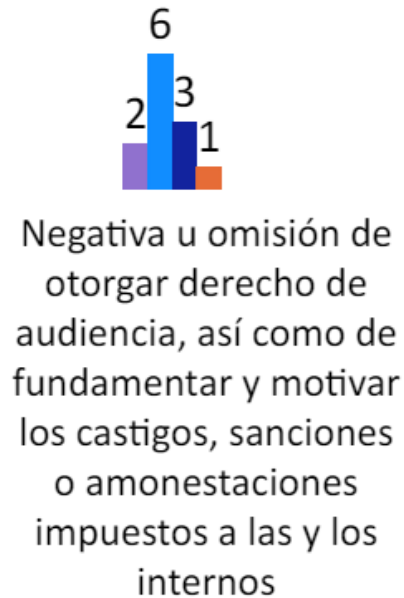 6
2
3
1
Negativa u omisión de
otorgar derecho de
audiencia, así como de
fundamentar y motivar
los castigos, sanciones
o amonestaciones
impuestos a las y los
internos